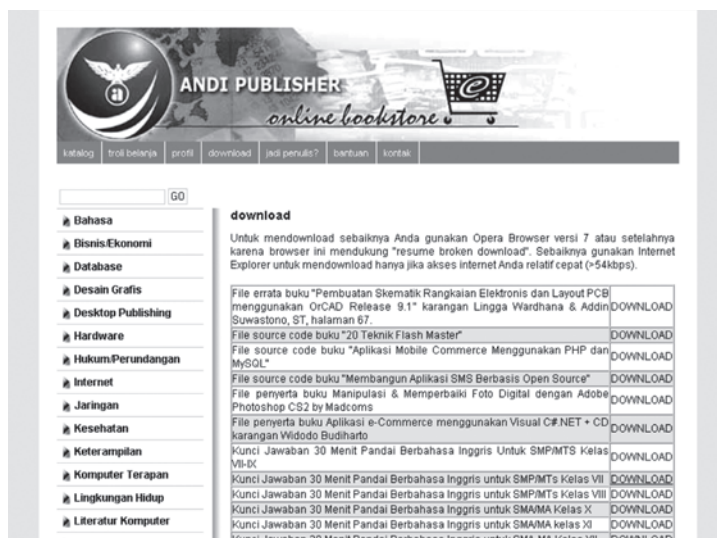 ANDI PUBLISHER
online bookstore
katalog troli belanja profil download jadi penulis? bantuan kontak
GO
Bahasa
Bisnis/Ekonomi
Database
Desain Grafis
Desktop Publishing
Hardware
Hukum/Perundangan
Internet
Jaringan
Kesehatan
Keterampilan
Komputer Terapan
Lingkungan Hidup
Literatur Komputer
download
Untuk mendownload sebaiknya Anda gunakan Opera Browser versi 7 atau setelahnya
karena browser ini mendukung "resume broken download". Sebaiknya gunakan Internet
Explorer untuk mendownload hanya jika akses internet Anda relatif cepat (>54kbps).
File errata buku "Pembuatan Skematik Rangkaian Elektronis dan Layout PCB
menggunakan OrCAD Release 9.1" karangan Lingga Wardhana & Addin DOWNLOAD
Suwastono, ST, halaman 67.
File source code buku "20 Teknik Flash Master" DOWNLOAD
File source code buku "Aplikasi Mobile Commerce Menggunakan PHP dan DOWNLOAD
MySQL"
File source code buku "Membangun Aplikasi SMS Berbasis Open Source" DOWNLOAD
File penyerta buku Manipulasi & Memperbaiki Foto Digital dengan Adobe DOWNLOAD
Photoshop CS2 by Madcoms
File penyerta buku Aplikasi e-Commerce menggunakan Visual C#.NET + CD DOWNLOAD
karangan Widodo Budiharto
Kunci Jawaban 30 Menit Pandai Berbahasa Inggris Untuk SMP/MTS Kelas DOWNLOAD
VII-IX
Kunci Jawaban 30 Menit Pandai Berbahasa Inggris untuk SMP/MTs Kelas VII DOWNLOAD
Kunci Jawaban 30 Menit Pandai Berbahasa Inggris untuk SMP/MTs Kelas VIII DOWNLOAD
Kunci Jawaban 30 Menit Pandai Berbahasa Inggris untuk SMA/MA Kelas X DOWNLOAD
Kunci Jawaban 30 Menit Pandai Berbahasa Inggris untuk SMA/MA kelas XI DOWNLOAD